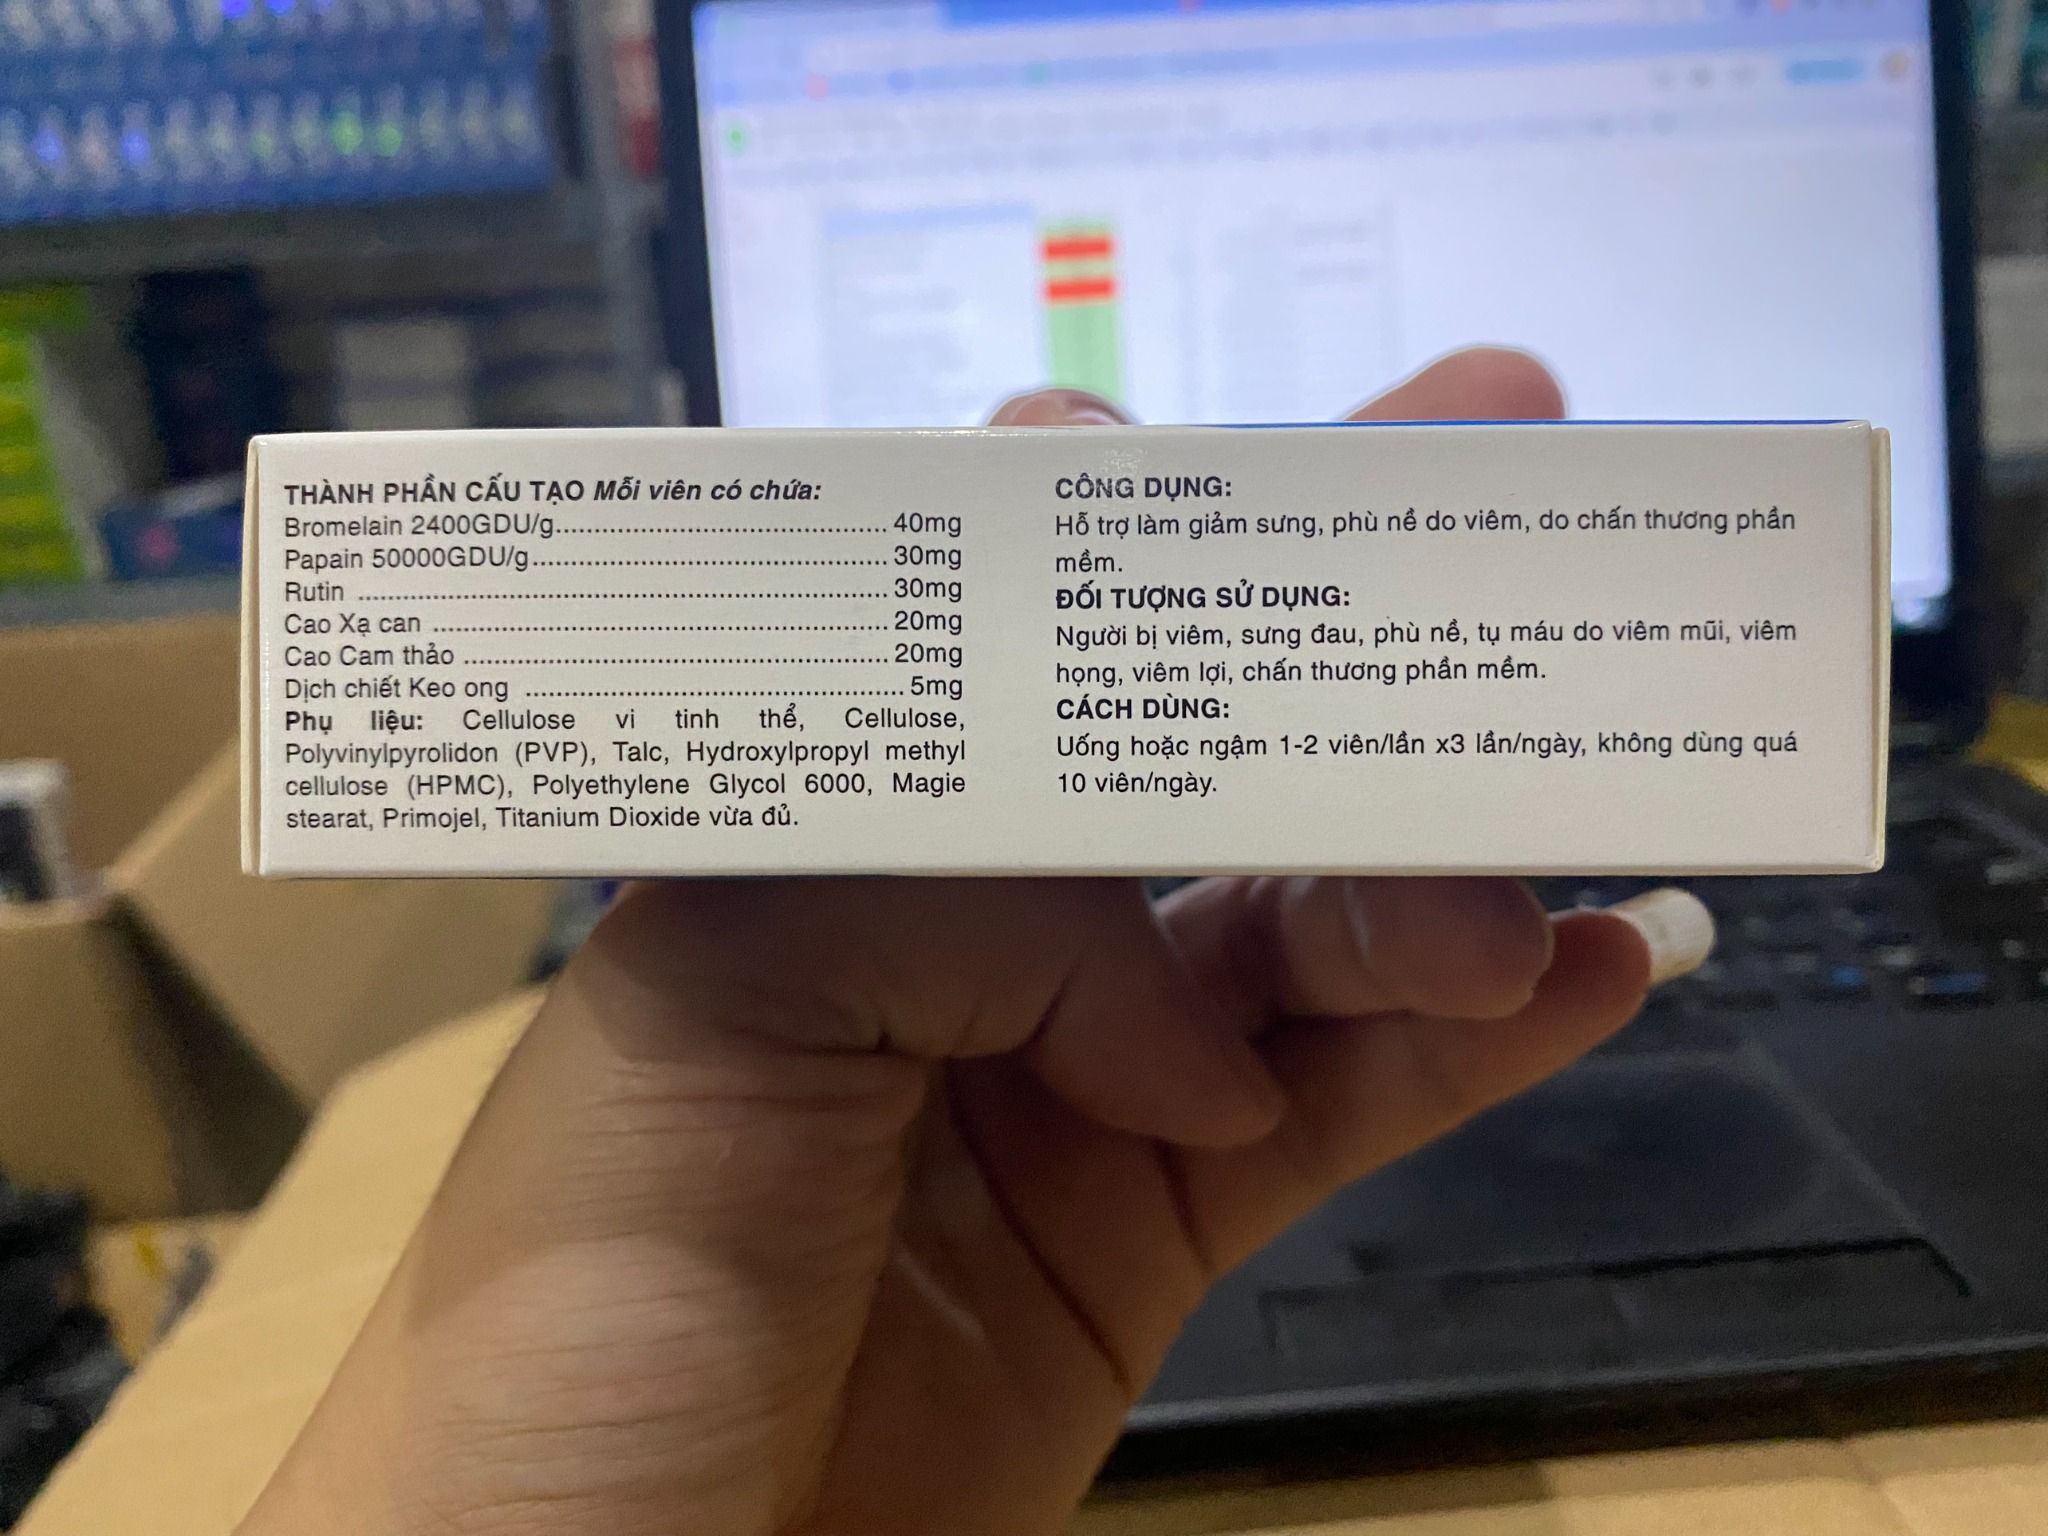 THÀNH PHẦN CẤU TẠO Mỗi viên có chứa:
Bromelain 2400GDU/g........................................... 40mg
Papain 50000GDU/g.............................................. 30mg
Rutin ..................................................................... 30mg
Cao Xạ can ........................................................... 20mg
Cao Cam thảo ....................................................... 20mg
Dịch chiết Keo ong ................................................. 5mg
Phụ liệu: Cellulose vi tinh thể, Cellulose,
Polyvinylpyrolidon (PVP), Talc, Hydroxylpropyl methyl
cellulose (HPMC), Polyethylene Glycol 6000, Magie
stearat, Primojel, Titanium Dioxide vừa đủ.
CÔNG DỤNG:
Hỗ trợ làm giảm sưng, phù nề do viêm, do chấn thương phần
mềm.
ĐỐI TƯỢNG SỬ DỤNG:
Người bị viêm, sưng đau, phù nề, tụ máu do viêm mũi, viêm
họng, viêm lợi, chấn thương phần mềm.
CÁCH DÙNG:
Uống hoặc ngậm 1-2 viên/lần x3 lần/ngày, không dùng quá
10 viên/ngày.